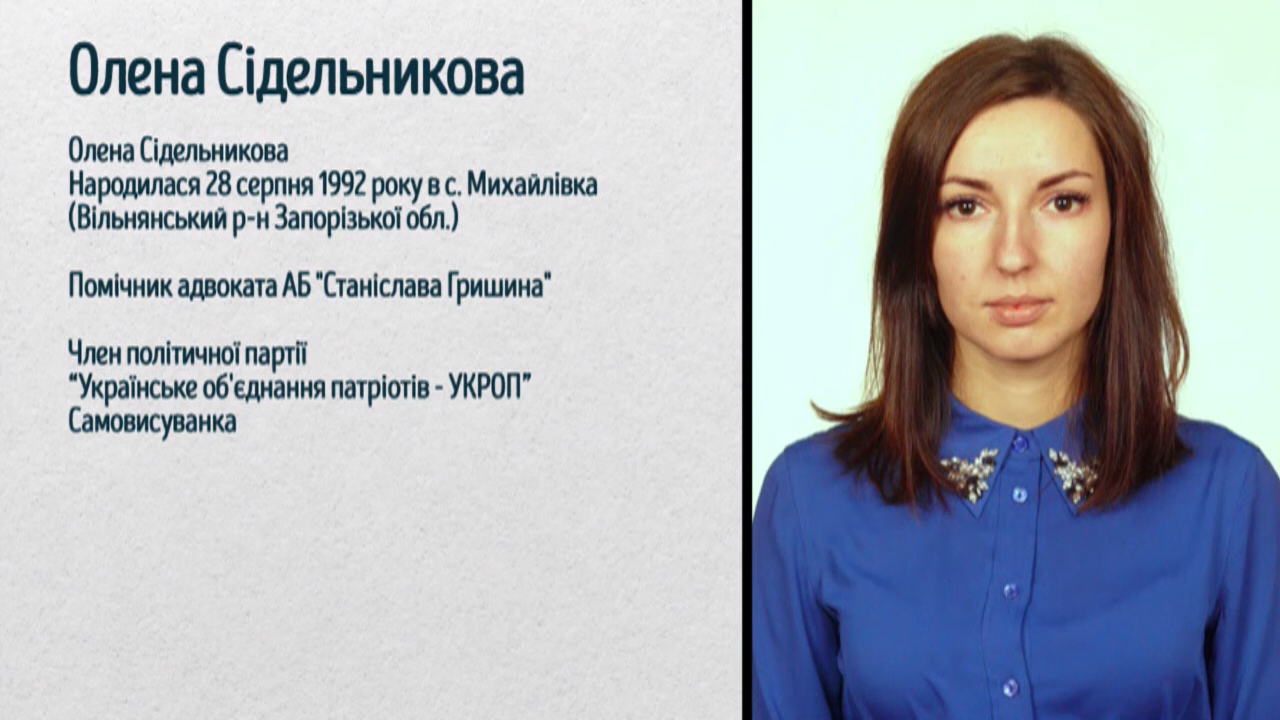 Олена Сідельникова
Олена Сідельникова
Народилася 28 серпня 1992 року в с. Михайлівка
(Вільнянський р-н Запорізької обл.)
Помічник адвоката АБ "Станіслава Гришина"
Член політичної партії
“Українське об'єднання патріотів - УКРОП”
Самовисуванка